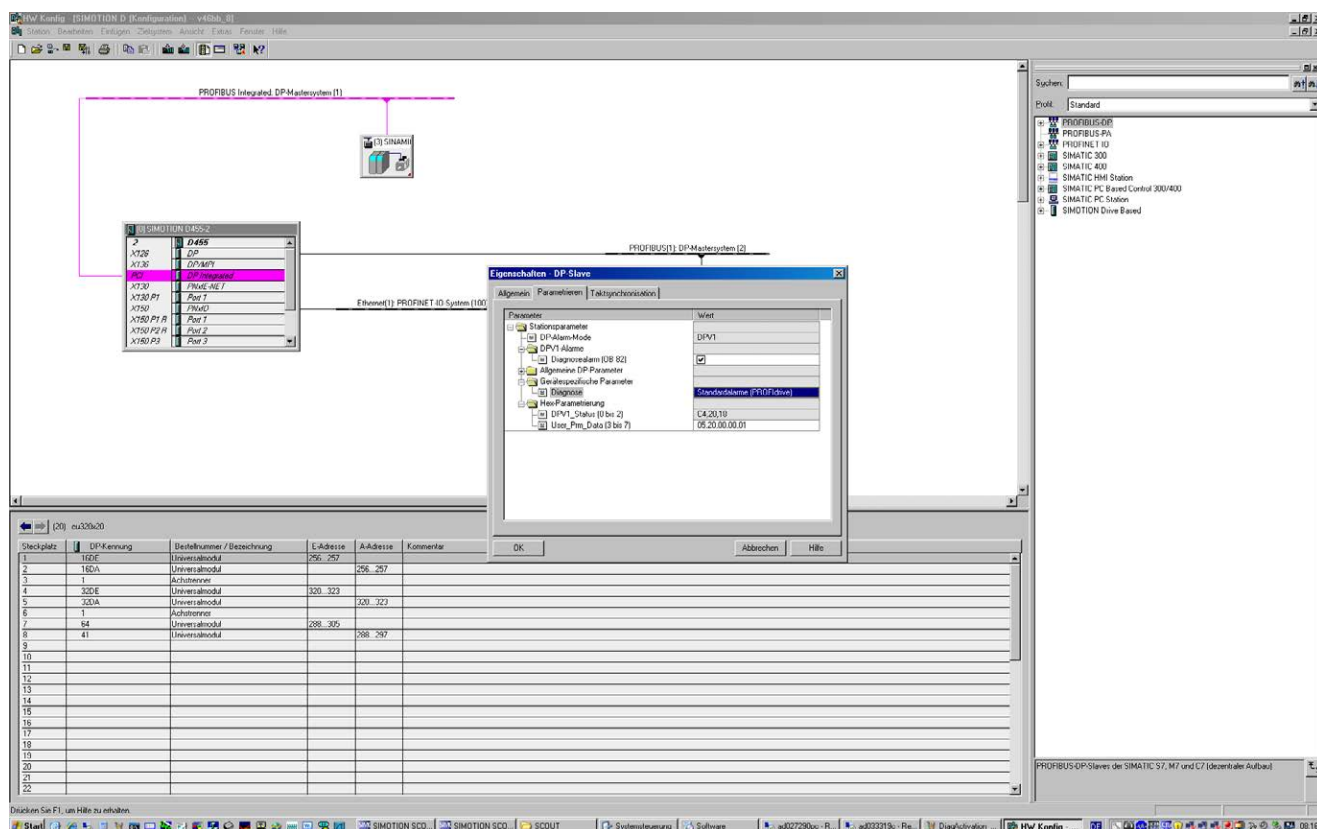 HW Konfig - [SIMOTION D (Konfiguration) -- v46bb_8]
Station Bearbeiten Einfügen Zielsystem Ansicht Extras Fenster Hilfe
PROFIBUS Integrated: DP-Mastersystem (1)
(3) SINAMI
(0) SIMOTION D455-2
2 D455
X126 DP
X136 DP/MPI
PCI DP Integrated
X130 PNxIE-NET
X130 P1 Port 1
X150 PNxIO
X150 P1 R Port 1
X150 P2 R Port 2
X150 P3 Port 3
PROFIBUS(1): DP-Mastersystem (2)
Ethernet(1): PROFINET-IO-System (100
Eigenschaften - DP-Slave
Allgemein Parametrieren Taktsynchronisation
Parameter Wert
Stationsparameter
DP-Alarm-Mode DPV1
DPV1-Alarme
Diagnosealarm (OB 82)
Allgemeine DP-Parameter
Gerätespezifische Parameter
Diagnose Standardalarme (PROFIdrive)
Hex-Parametrierung
DPV1_Status (0 bis 2) C4,20,18
User_Prm_Data (3 bis 7) 05,20,00,00,01
OK Abbrechen Hilfe
Suchen:
Profil: Standard
PROFIBUS-DP
PROFIBUS-PA
PROFINET IO
SIMATIC 300
SIMATIC 400
SIMATIC HMI Station
SIMATIC PC Based Control 300/400
SIMATIC PC Station
SIMOTION Drive Based
(20) eu320x20
Steckplatz DP-Kennung Bestellnummer / Bezeichnung E-Adresse A-Adresse Kommentar
1 16DE Universalmodul 256...257
2 16DA Universalmodul 256...257
3 1 Achstrenner
4 32DE Universalmodul 320...323
5 32DA Universalmodul 320...323
6 1 Achstrenner
7 64 Universalmodul 288...305
8 41 Universalmodul 288...297
9
10
11
12
13
14
15
16
17
18
19
20
21
22
PROFIBUS-DP-Slaves der SIMATIC S7, M7 und C7 (dezentraler Aufbau)
Drücken Sie F1, um Hilfe zu erhalten.
Start SIMOTION SCO... SIMOTION SCO... SCOUT Systemsteuerung Software ad027290pc - R... ad033319c - Re... DiagActivation ... HW Konfig - DE 08:16